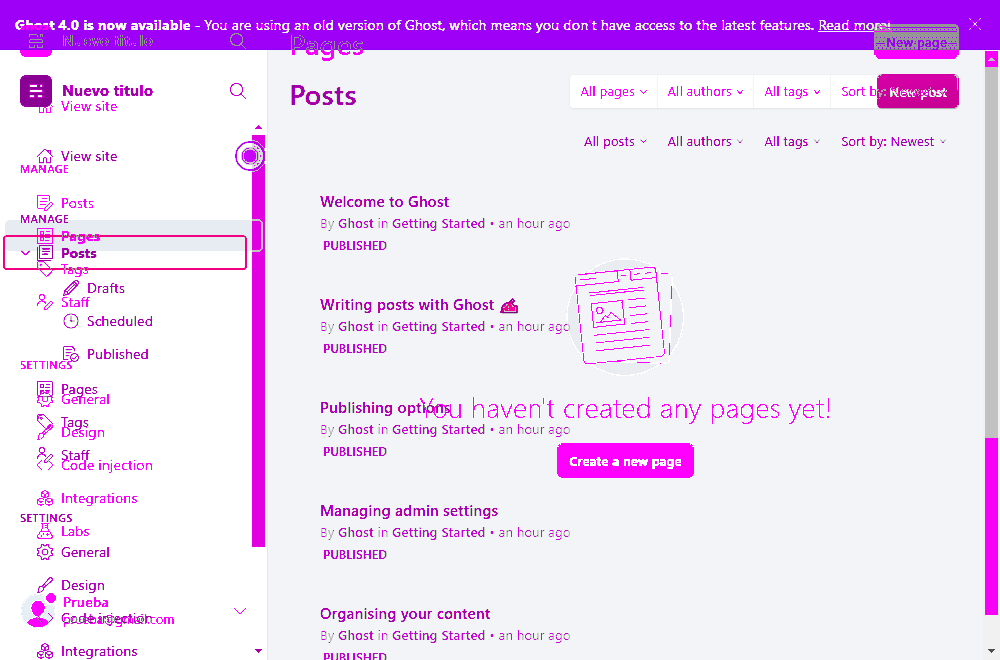 Ghost 4.0 is now available - You are using an old version of Ghost, which means you don't have access to the latest features. Read more!
Nuevo titulo
Pages
New page
Nuevo titulo
View site
Posts
All pages
All authors
All tags
Sort by: Newest
New post
View site
All posts
All authors
All tags
Sort by: Newest
MANAGE
Posts
MANAGE
Pages
Posts
Tags
Drafts
Staff
Scheduled
Published
SETTINGS
Pages
General
Tags
Design
Staff
Code injection
Integrations
SETTINGS
Labs
General
Design
Prueba
Code injection
prueba@gmail.com
Integrations
Welcome to Ghost
By Ghost in Getting Started • an hour ago
PUBLISHED
Writing posts with Ghost ✍️
By Ghost in Getting Started • an hour ago
PUBLISHED
Publishing options
You haven't created any pages yet!
By Ghost in Getting Started • an hour ago
PUBLISHED
Create a new page
Managing admin settings
By Ghost in Getting Started • an hour ago
PUBLISHED
Organising your content
By Ghost in Getting Started • an hour ago
PUBLISHED